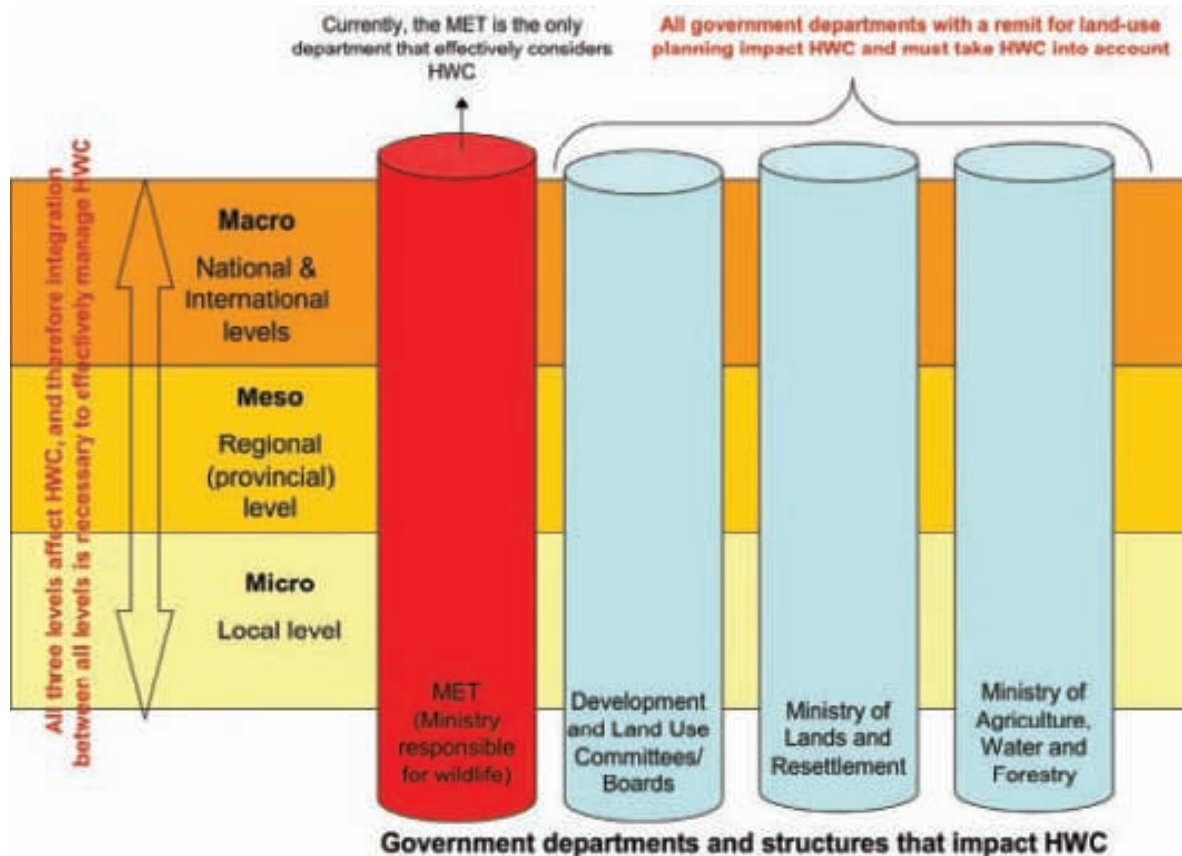 Currently, the MET is the only
department that effectively considers
HWC
All government departments with a remit for land-use
planning impact HWC and must take HWC into account
All three levels affect HWC, and therefore integration
between all levels is necessary to effectively manage HWC
Macro
National &
International
levels
Meso
Regional
(provincial)
level
Micro
Local level
MET
(Ministry
responsible
for wildlife)
Development
and Land Use
Committees/
Boards
Ministry of
Lands and
Resettlement
Ministry of
Agriculture,
Water and
Forestry
Government departments and structures that impact HWC